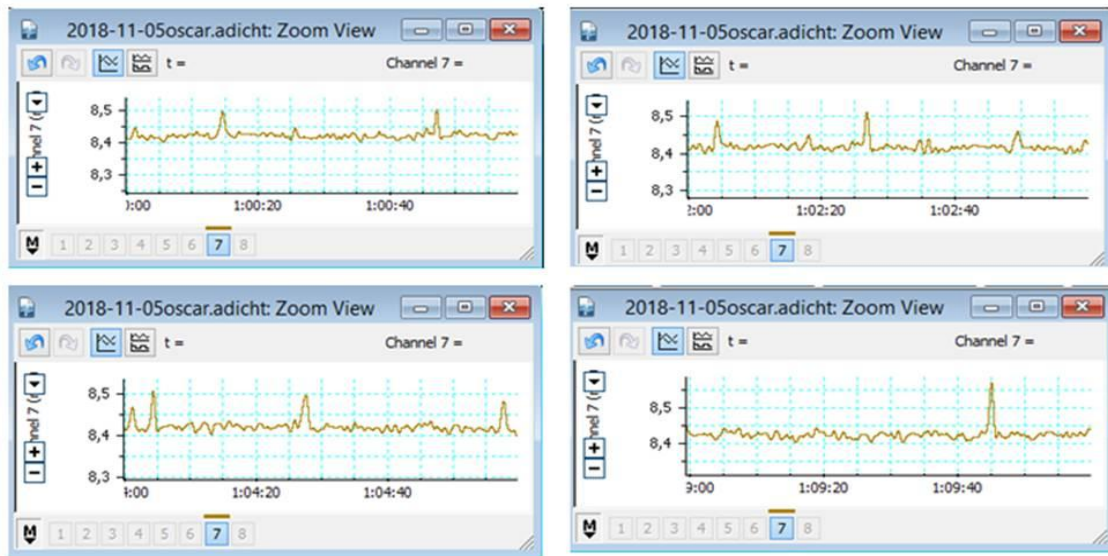 2018-11-05oscar.adicht: Zoom View
t =
Channel 7 =
8,5
8,4
8,3
nnel 7 (
+
−
):00
1:00:20
1:00:40
M 1 2 3 4 5 6 7 8
2018-11-05oscar.adicht: Zoom View
t =
Channel 7 =
8,5
8,4
8,3
nel 7 (
+
−
2:00
1:02:20
1:02:40
M 1 2 3 4 5 6 7 8
2018-11-05oscar.adicht: Zoom View
t =
Channel 7 =
8,5
8,4
8,3
nnel 7 (
+
−
4:00
1:04:20
1:04:40
M 1 2 3 4 5 6 7 8
2018-11-05oscar.adicht: Zoom View
t =
Channel 7 =
8,5
8,4
nel 7 (
+
−
9:00
1:09:20
1:09:40
M 1 2 3 4 5 6 7 8